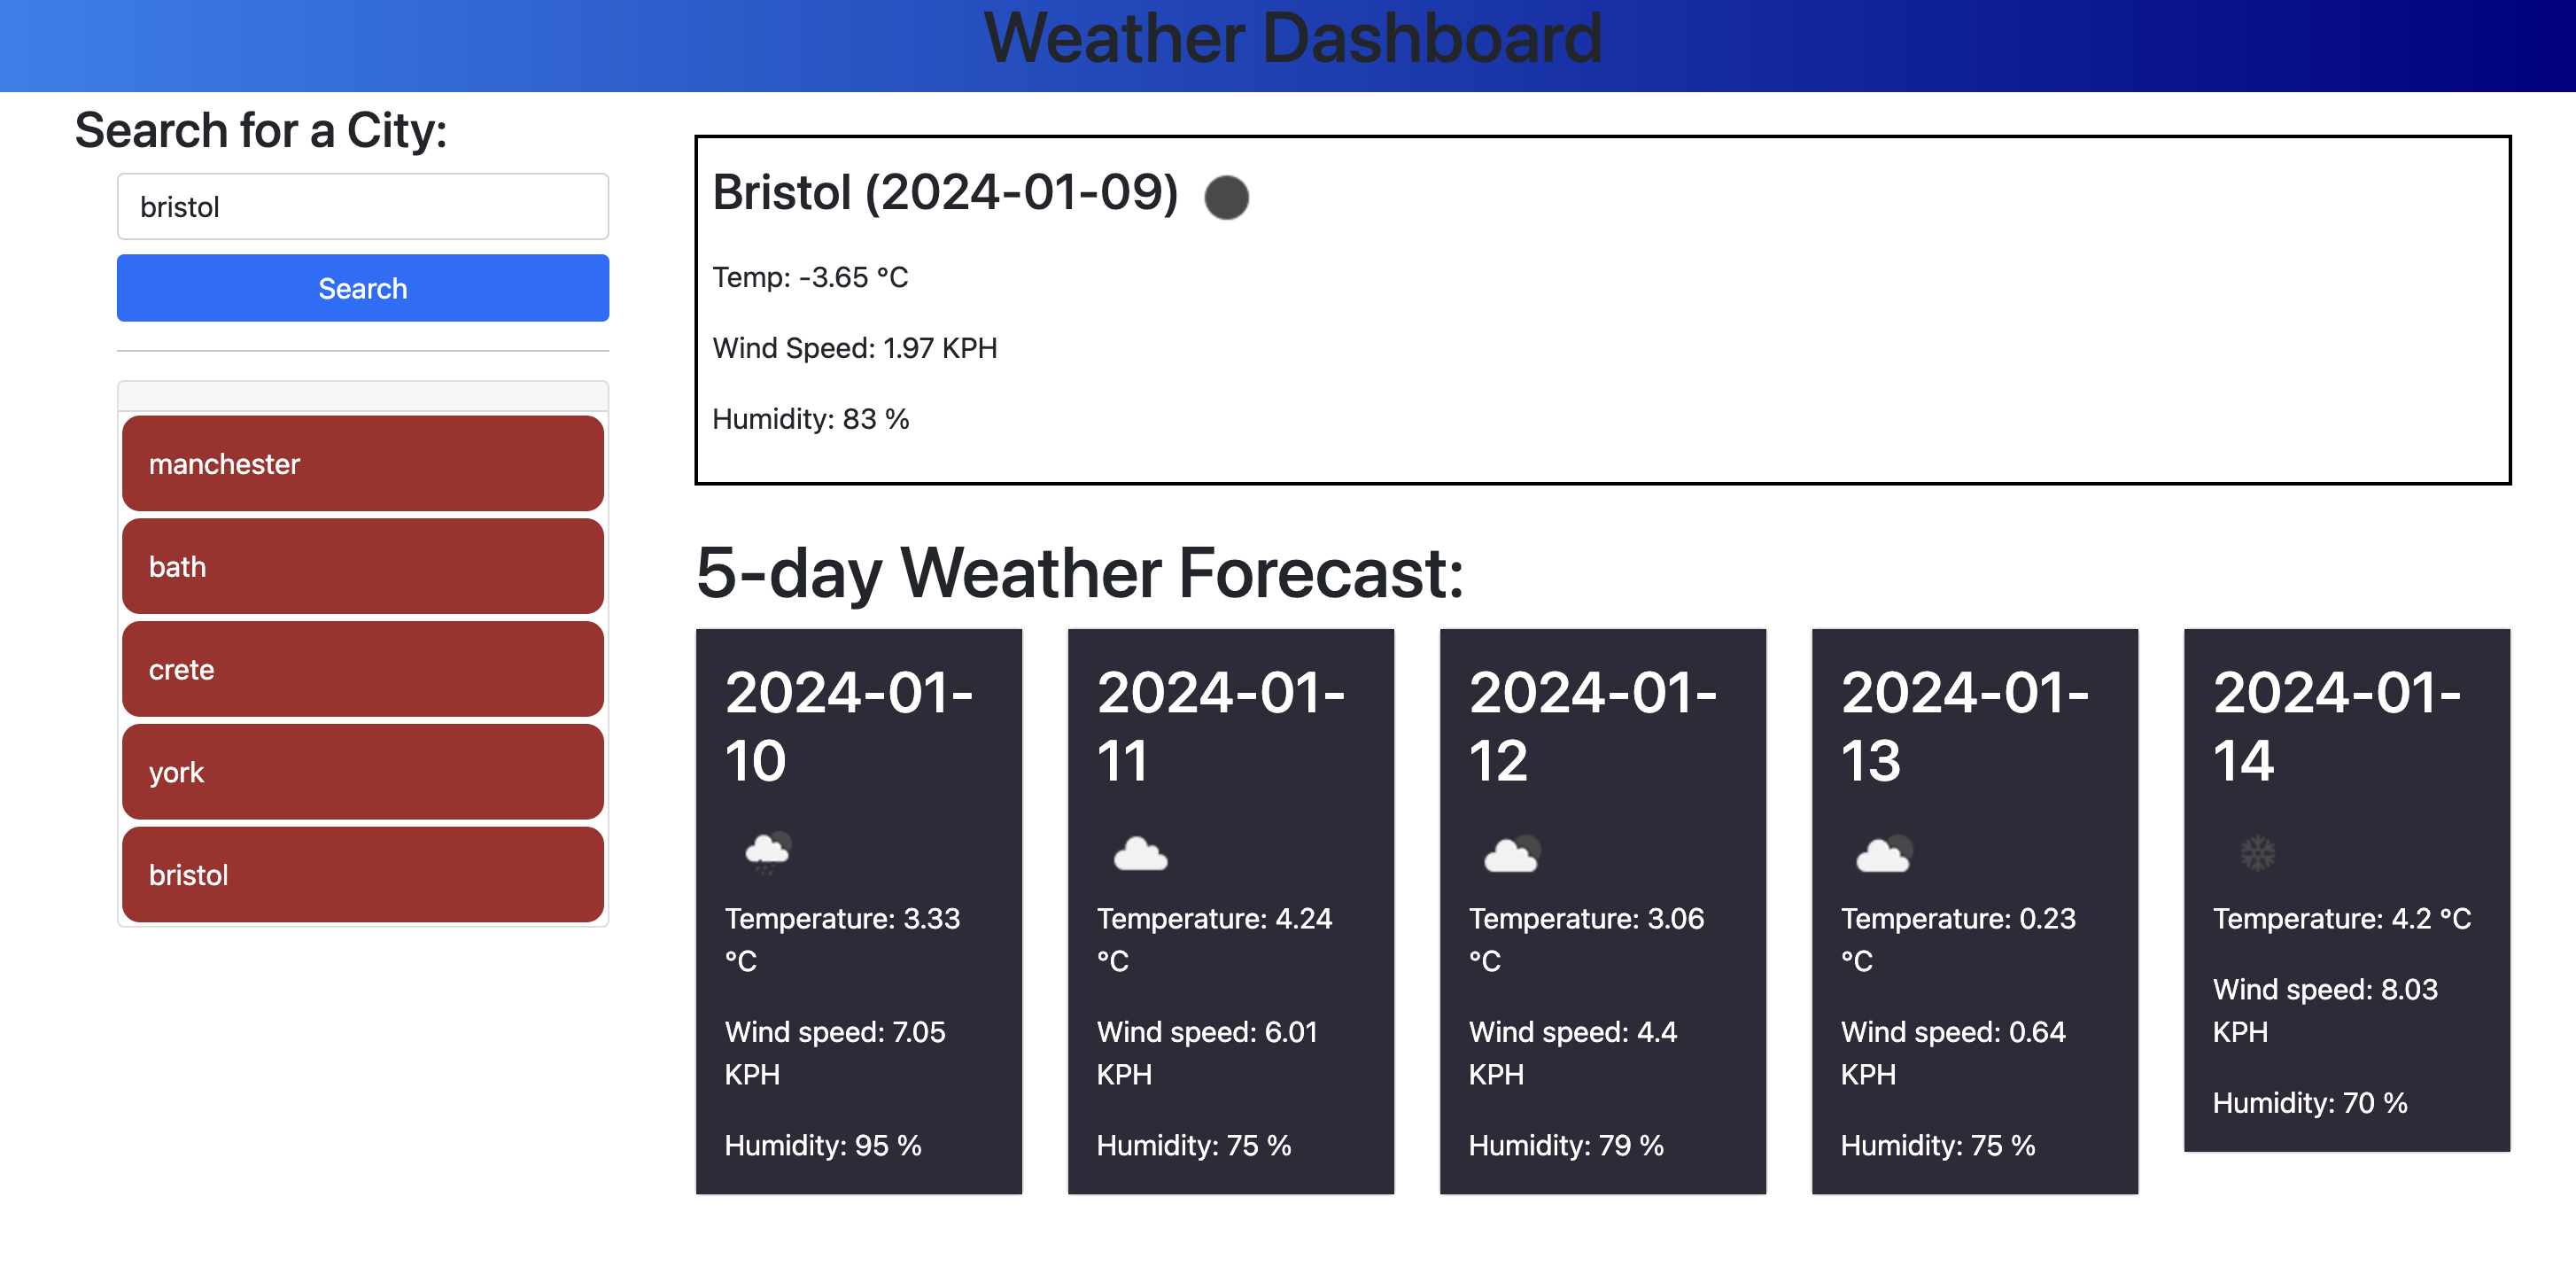 Weather Dashboard
Search for a City:
bristol
Search
manchester
bath
crete
york
bristol
Bristol (2024-01-09)
Temp: -3.65 °C
Wind Speed: 1.97 KPH
Humidity: 83 %
5-day Weather Forecast:
2024-01-
10
Temperature: 3.33
°C
Wind speed: 7.05
KPH
Humidity: 95 %
2024-01-
11
Temperature: 4.24
°C
Wind speed: 6.01
KPH
Humidity: 75 %
2024-01-
12
Temperature: 3.06
°C
Wind speed: 4.4
KPH
Humidity: 79 %
2024-01-
13
Temperature: 0.23
°C
Wind speed: 0.64
KPH
Humidity: 75 %
2024-01-
14
Temperature: 4.2 °C
Wind speed: 8.03
KPH
Humidity: 70 %